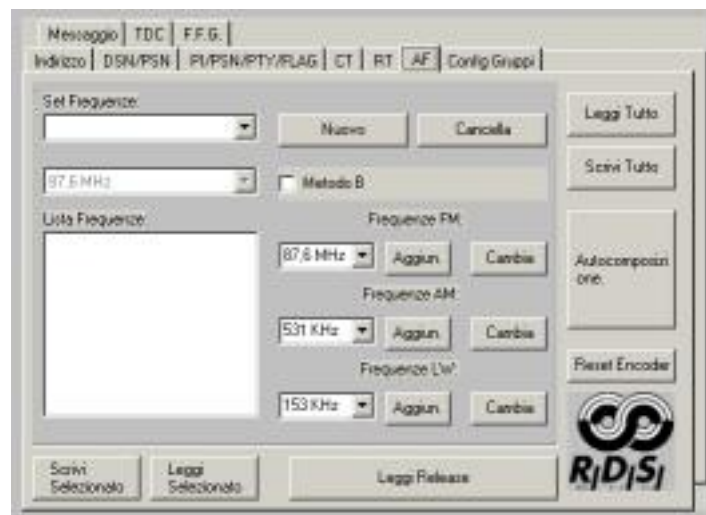 Messaggio TDC F.F.G.
Indirizzo DSN/PSN PI/PSN/PTY/FLAG CT RT AF Config Gruppi
Set Frequenze:
Nuovo Cancella
Leggi Tutto
87,6 MHz
Metodo B
Scrivi Tutto
Lista Frequenze:
Frequenze FM:
87,6 MHz Aggiun. Cambia
Autocomposizi
one.
Frequenze AM:
531 KHz Aggiun. Cambia
Frequenze LW:
153 KHz Aggiun. Cambia
Reset Encoder
Scrivi
Selezionato
Leggi
Selezionato
Leggi Release
R|D|S|